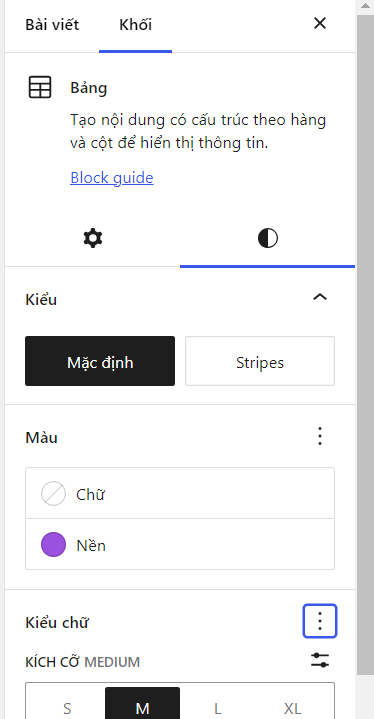 Bài viết Khối
Bảng
Tạo nội dung có cấu trúc theo hàng
và cột để hiển thị thông tin.
Block guide
Kiểu
Mặc định Stripes
Màu
Chữ
Nền
Kiểu chữ
KÍCH CỠ MEDIUM
S M L XL